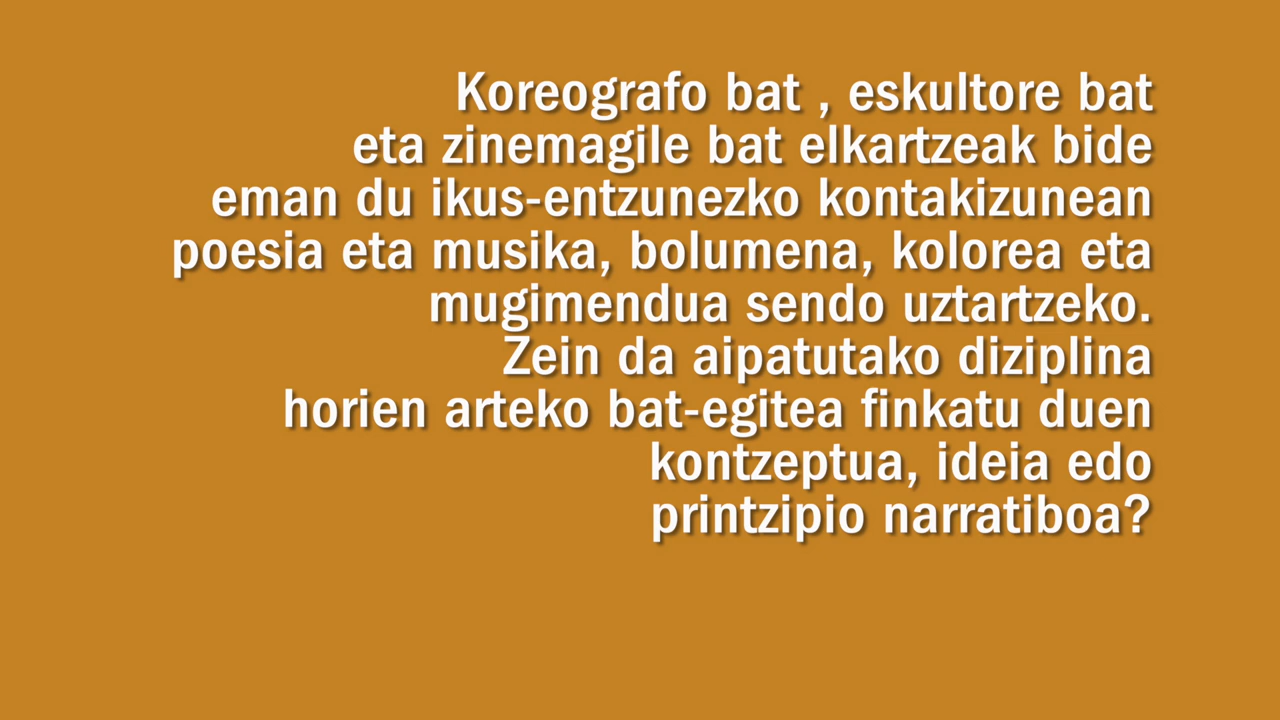 Koreografo bat , eskultore bat
eta zinemagile bat elkartzeak bide
eman du ikus-entzunezko kontakizunean
poesia eta musika, bolumena, kolorea eta
mugimendua sendo uztartzeko.
Zein da aipatutako diziplina
horien arteko bat-egitea finkatu duen
kontzeptua, ideia edo
printzipio narratiboa?